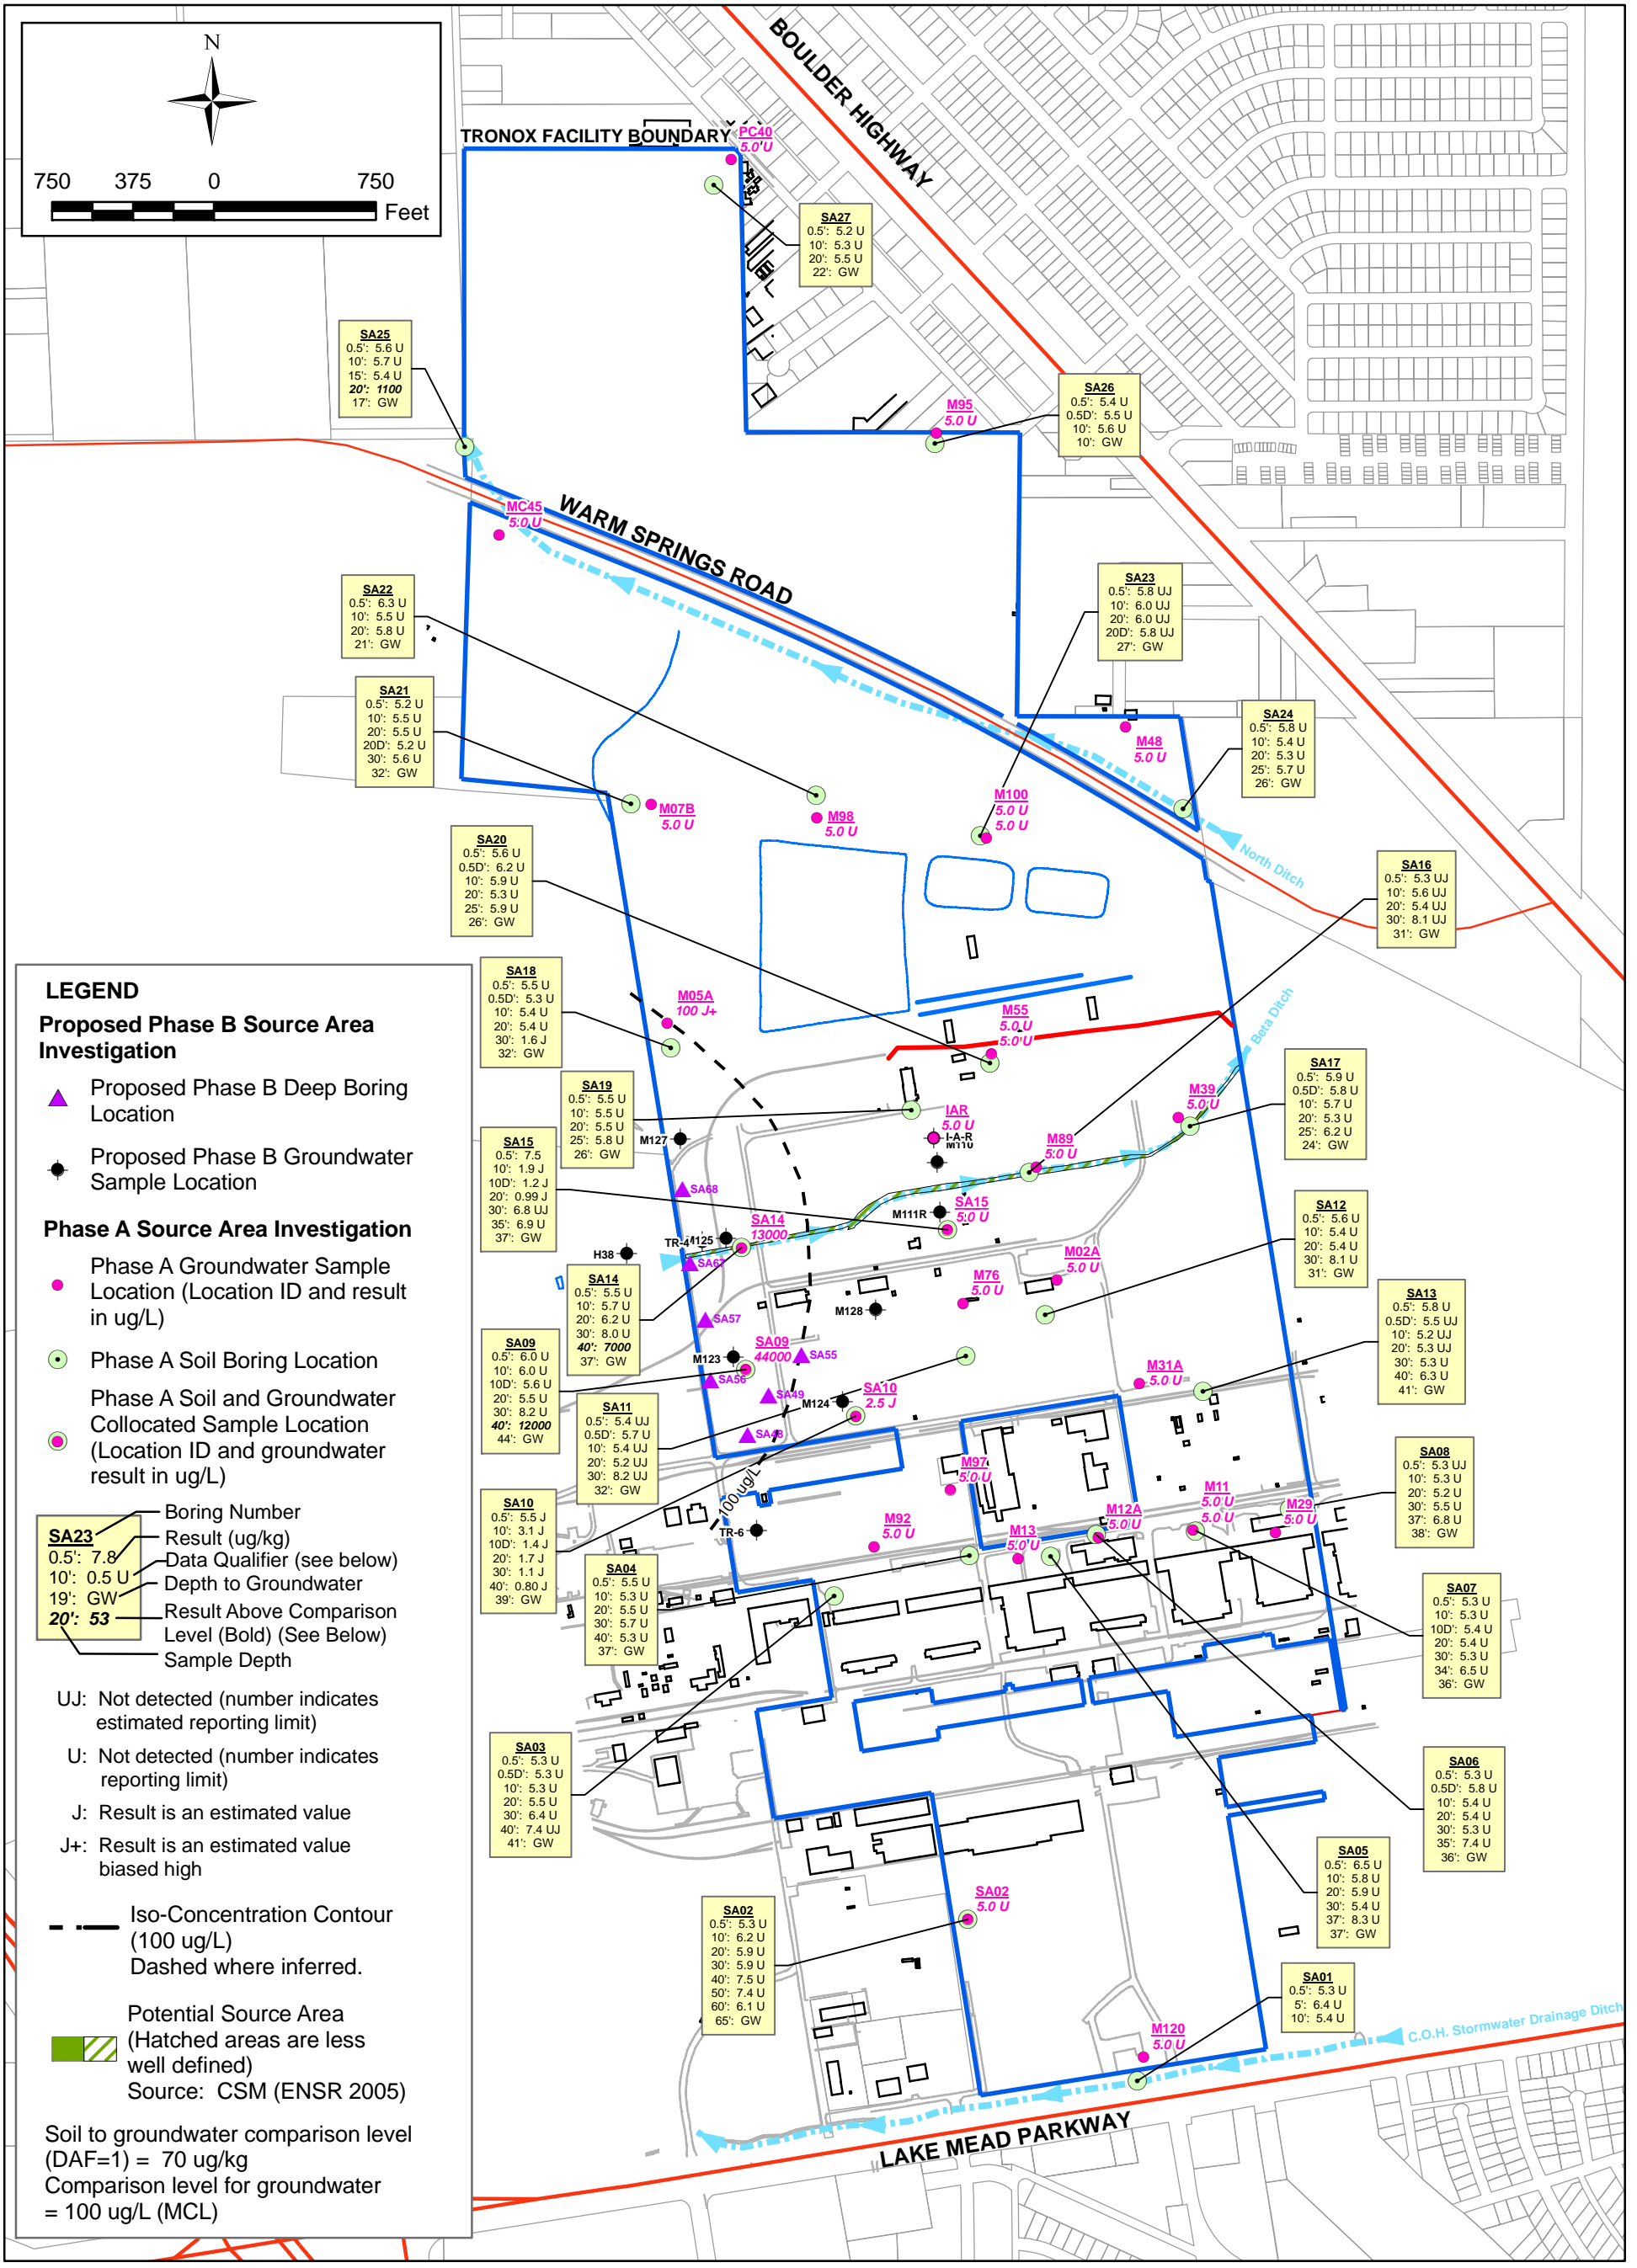 N
750 375 0 750
Feet
BOULDER HIGHWAY
TRONOX FACILITY BOUNDARY
PC40
5.0 U
SA27
0.5': 5.2 U
10': 5.3 U
20': 5.5 U
22': GW
SA25
0.5': 5.6 U
10': 5.7 U
15': 5.4 U
20': 1100
17': GW
M95
5.0 U
SA26
0.5': 5.4 U
0.5D': 5.5 U
10': 5.6 U
10': GW
MC45
5.0 U
WARM SPRINGS ROAD
SA22
0.5': 6.3 U
10': 5.5 U
20': 5.8 U
21': GW
SA23
0.5': 5.8 UJ
10': 6.0 UJ
20': 6.0 UJ
20D': 5.8 UJ
27': GW
SA21
0.5': 5.2 U
10': 5.5 U
20': 5.5 U
20D': 5.2 U
30': 5.6 U
32': GW
M48
5.0 U
SA24
0.5': 5.8 U
10': 5.4 U
20': 5.3 U
25': 5.7 U
26': GW
M07B
5.0 U
M98
5.0 U
M100
5.0 U
5.0 U
North Ditch
SA20
0.5': 5.6 U
0.5D': 6.2 U
10': 5.9 U
20': 5.3 U
25': 5.9 U
26': GW
SA16
0.5': 5.3 UJ
10': 5.6 UJ
20': 5.4 UJ
30': 8.1 UJ
31': GW
SA18
0.5': 5.5 U
0.5D': 5.3 U
10': 5.4 U
20': 5.4 U
30': 1.6 J
32': GW
M05A
100 J+
M55
5.0 U
5.0 U
Beta Ditch
SA19
0.5': 5.5 U
10': 5.5 U
20': 5.5 U
25': 5.8 U
26': GW
SA17
0.5': 5.9 U
0.5D': 5.8 U
10': 5.7 U
20': 5.3 U
25': 6.2 U
24': GW
M39
5.0 U
IAR
5.0 U
I-A-R
M89
5.0 U
M127
SA15
0.5': 7.5
10': 1.9 J
10D': 1.2 J
20': 0.99 J
30': 6.8 UJ
35': 6.9 U
37': GW
SA68
SA12
0.5': 5.6 U
10': 5.4 U
20': 5.4 U
30': 8.1 U
31': GW
M111R
SA15
5.0 U
SA14
13000
TR-4
M125
H38
SA67
M02A
5.0 U
M76
5.0 U
SA14
0.5': 5.5 U
10': 5.7 U
20': 6.2 U
30': 8.0 U
40': 7000
37': GW
M128
SA57
SA13
0.5': 5.8 U
0.5D': 5.5 UJ
10': 5.2 UJ
20': 5.3 UJ
30': 5.3 U
40': 6.3 U
41': GW
SA09
0.5': 6.0 U
10': 6.0 U
10D': 5.6 U
20': 5.5 U
30': 8.2 U
40': 12000
44': GW
M123
SA09
44000
SA55
SA56
SA49
M124
SA10
2.5 J
M31A
5.0 U
SA11
0.5': 5.4 UJ
0.5D': 5.7 U
10': 5.4 UJ
20': 5.2 UJ
30': 8.2 UJ
32': GW
SA48
SA08
0.5': 5.3 UJ
10': 5.3 U
20': 5.2 U
30': 5.5 U
37': 6.8 U
38': GW
100 ug/L
M97
5.0 U
SA10
0.5': 5.5 J
10': 3.1 J
10D': 1.4 J
20': 1.7 J
30': 1.1 J
40': 0.80 J
39': GW
TR-6
M92
5.0 U
M13
5.0 U
M12A
5.0 U
M11
5.0 U
5.0 U
M29
5.0 U
SA04
0.5': 5.5 U
10': 5.3 U
20': 5.5 U
30': 5.7 U
40': 5.3 U
37': GW
SA07
0.5': 5.3 U
10': 5.3 U
10D': 5.4 U
20': 5.4 U
30': 5.3 U
34': 6.5 U
36': GW
SA03
0.5': 5.3 U
0.5D': 5.3 U
10': 5.3 U
20': 5.5 U
30': 6.4 U
40': 7.4 UJ
41': GW
SA06
0.5': 5.3 U
0.5D': 5.8 U
10': 5.4 U
20': 5.4 U
30': 5.3 U
35': 7.4 U
36': GW
SA05
0.5': 6.5 U
10': 5.8 U
20': 5.9 U
30': 5.4 U
37': 8.3 U
37': GW
SA02
5.0 U
SA02
0.5': 5.3 U
10': 6.2 U
20': 5.9 U
30': 5.9 U
40': 7.5 U
50': 7.4 U
60': 6.1 U
65': GW
SA01
0.5': 5.3 U
5': 6.4 U
10': 5.4 U
M120
5.0 U
C.O.H. Stormwater Drainage Ditch
LAKE MEAD PARKWAY
LEGEND
Proposed Phase B Source Area
Investigation
Proposed Phase B Deep Boring
Location
Proposed Phase B Groundwater
Sample Location
Phase A Source Area Investigation
Phase A Groundwater Sample
Location (Location ID and result
in ug/L)
Phase A Soil Boring Location
Phase A Soil and Groundwater
Collocated Sample Location
(Location ID and groundwater
result in ug/L)
SA23
0.5': 7.8
10': 0.5 U
19': GW
20': 53
Boring Number
Result (ug/kg)
Data Qualifier (see below)
Depth to Groundwater
Result Above Comparison
Level (Bold) (See Below)
Sample Depth
UJ: Not detected (number indicates
estimated reporting limit)
U: Not detected (number indicates
reporting limit)
J: Result is an estimated value
J+: Result is an estimated value
biased high
Iso-Concentration Contour
(100 ug/L)
Dashed where inferred.
Potential Source Area
(Hatched areas are less
well defined)
Source: CSM (ENSR 2005)
Soil to groundwater comparison level
(DAF=1) = 70 ug/kg
Comparison level for groundwater
= 100 ug/L (MCL)